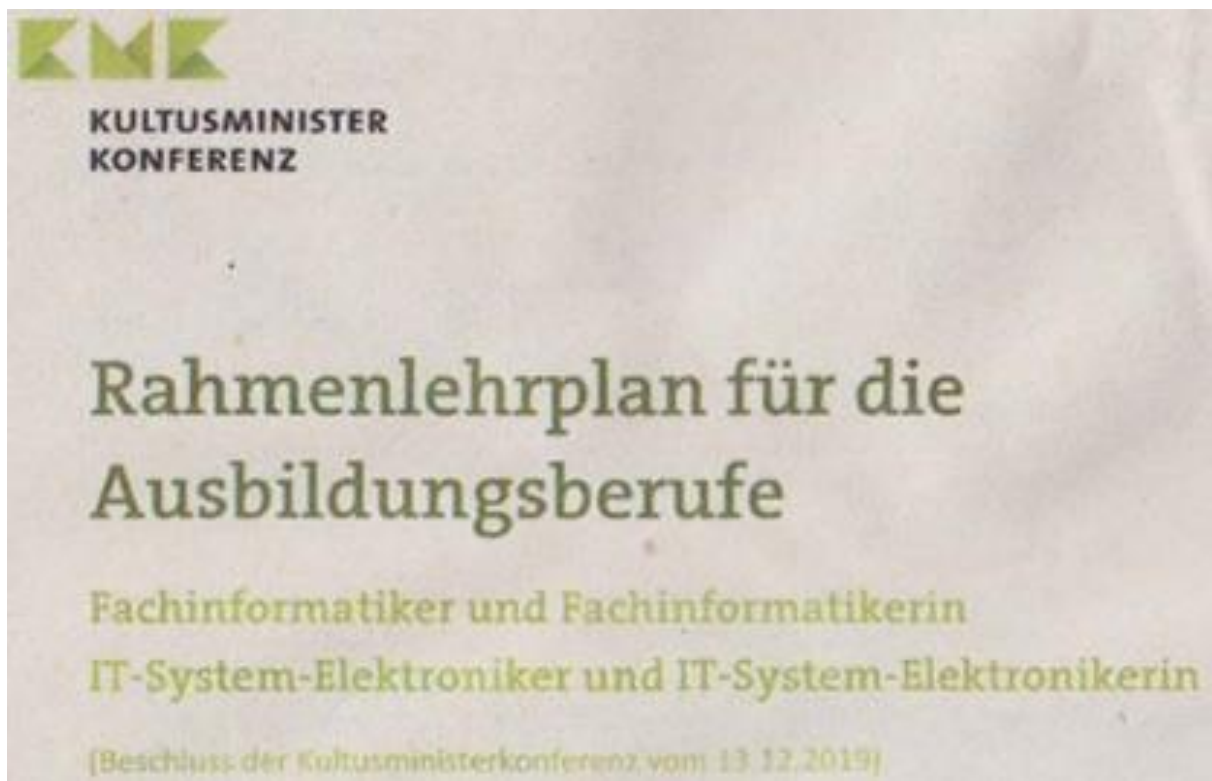 KMK
KULTUSMINISTER
KONFERENZ
Rahmenlehrplan für die
Ausbildungsberufe
Fachinformatiker und Fachinformatikerin
IT-System-Elektroniker und IT-System-Elektronikerin
(Beschluss der Kultusministerkonferenz vom 13.12.2019)